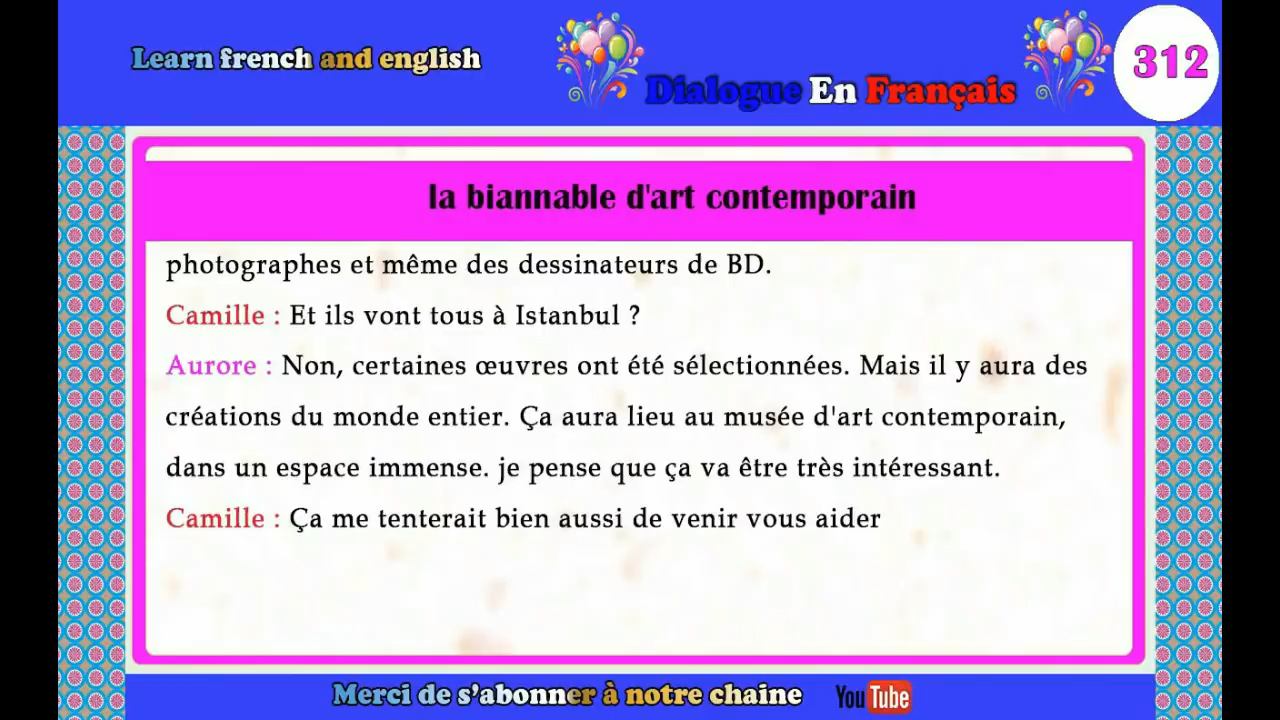 Learn french and english
Dialogue En Français
312
la biannable d'art contemporain
photographes et même des dessinateurs de BD.
Camille : Et ils vont tous à Istanbul ?
Aurore : Non, certaines œuvres ont été sélectionnées. Mais il y aura des
créations du monde entier. Ça aura lieu au musée d'art contemporain,
dans un espace immense. je pense que ça va être très intéressant.
Camille : Ça me tenterait bien aussi de venir vous aider
Merci de s'abonner à notre chaine
YouTube